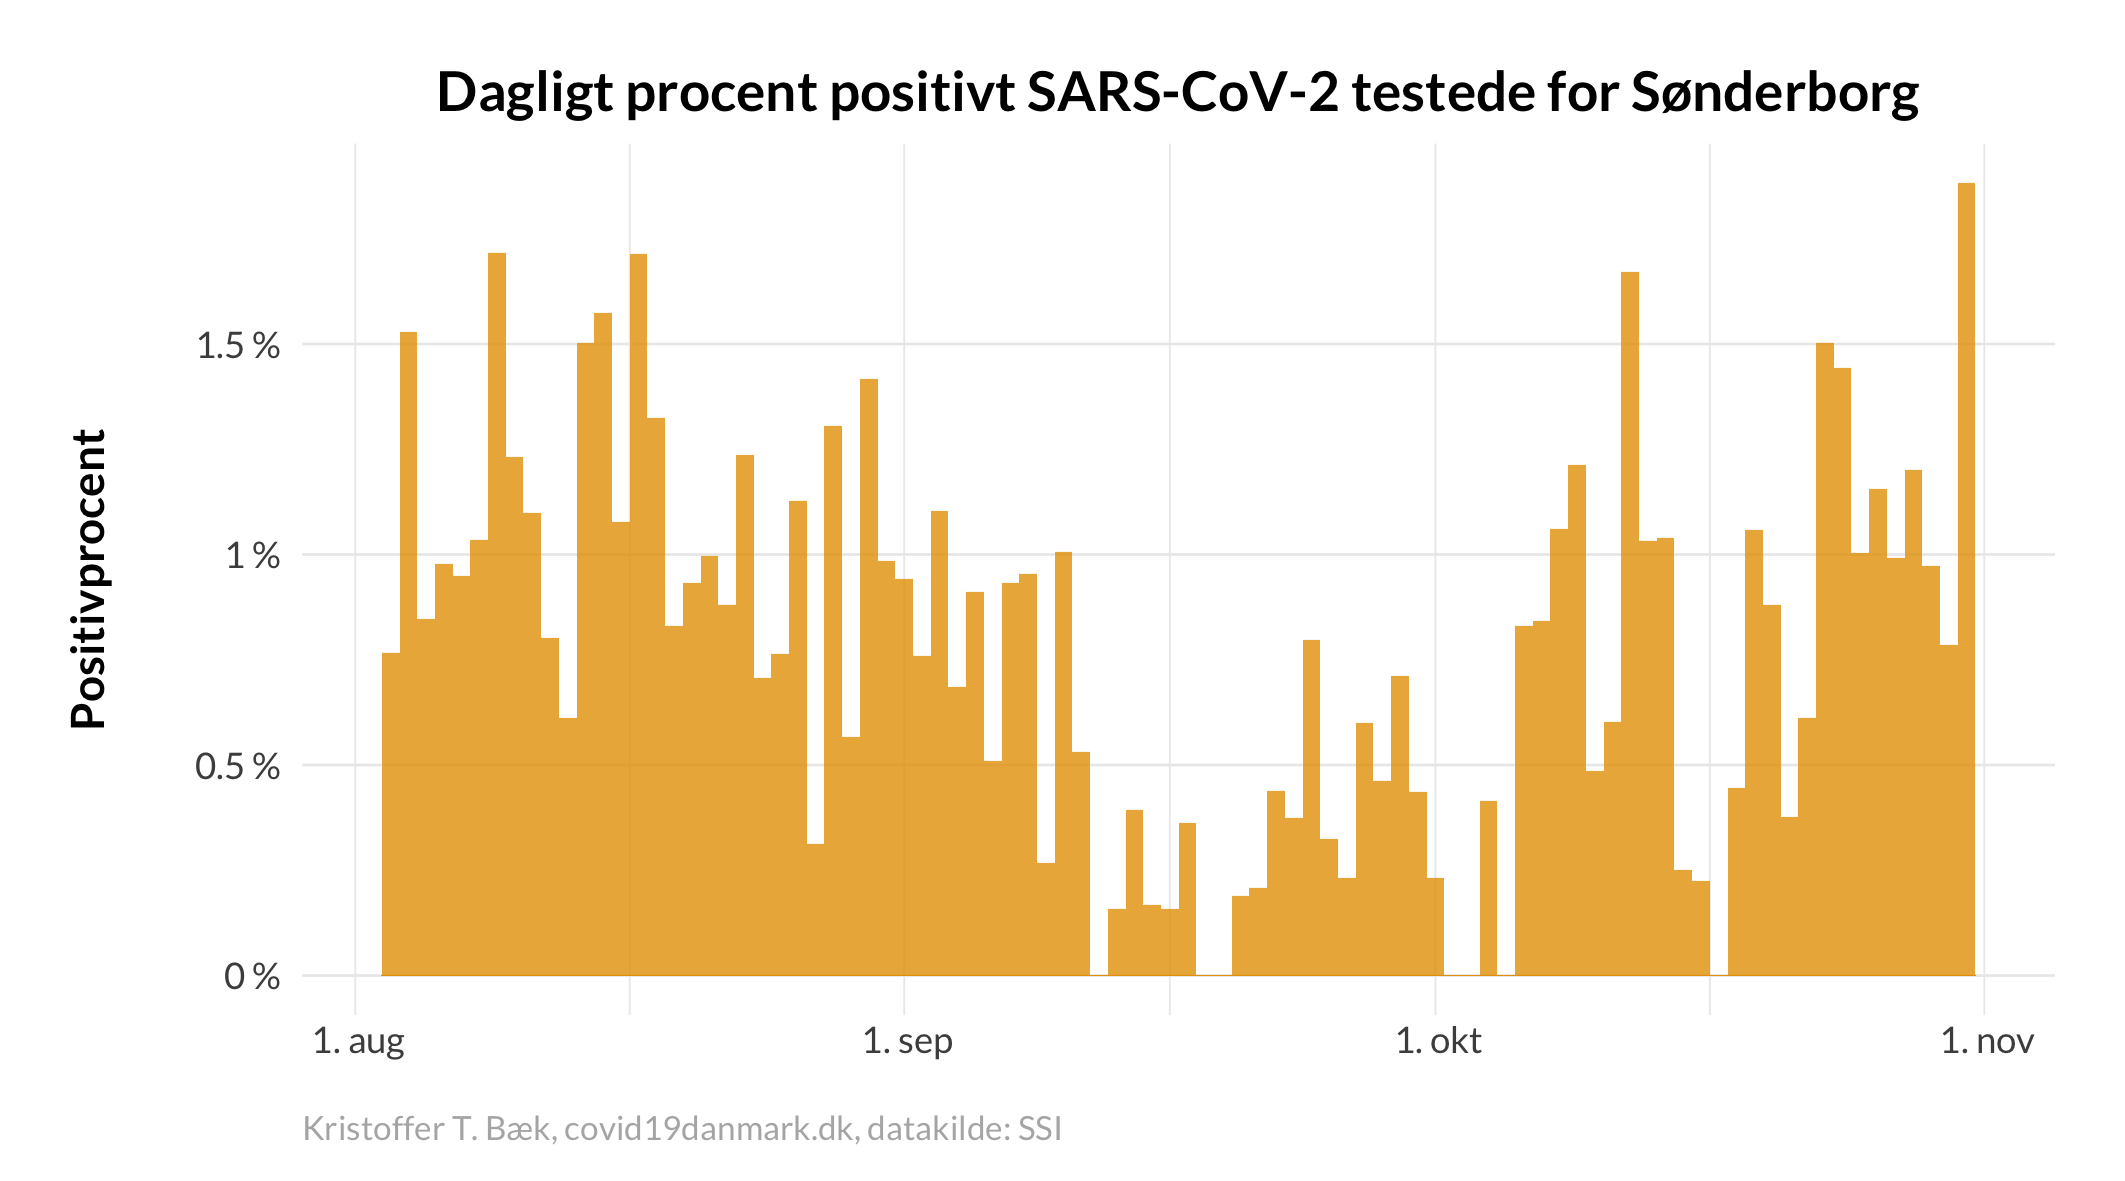 Dagligt procent positivt SARS-CoV-2 testede for Sønderborg
Positivprocent
1.5 %
1 %
0.5 %
0 %
1. aug
1. sep
1. okt
1. nov
Kristoffer T. Bæk, covid19danmark.dk, datakilde: SSI